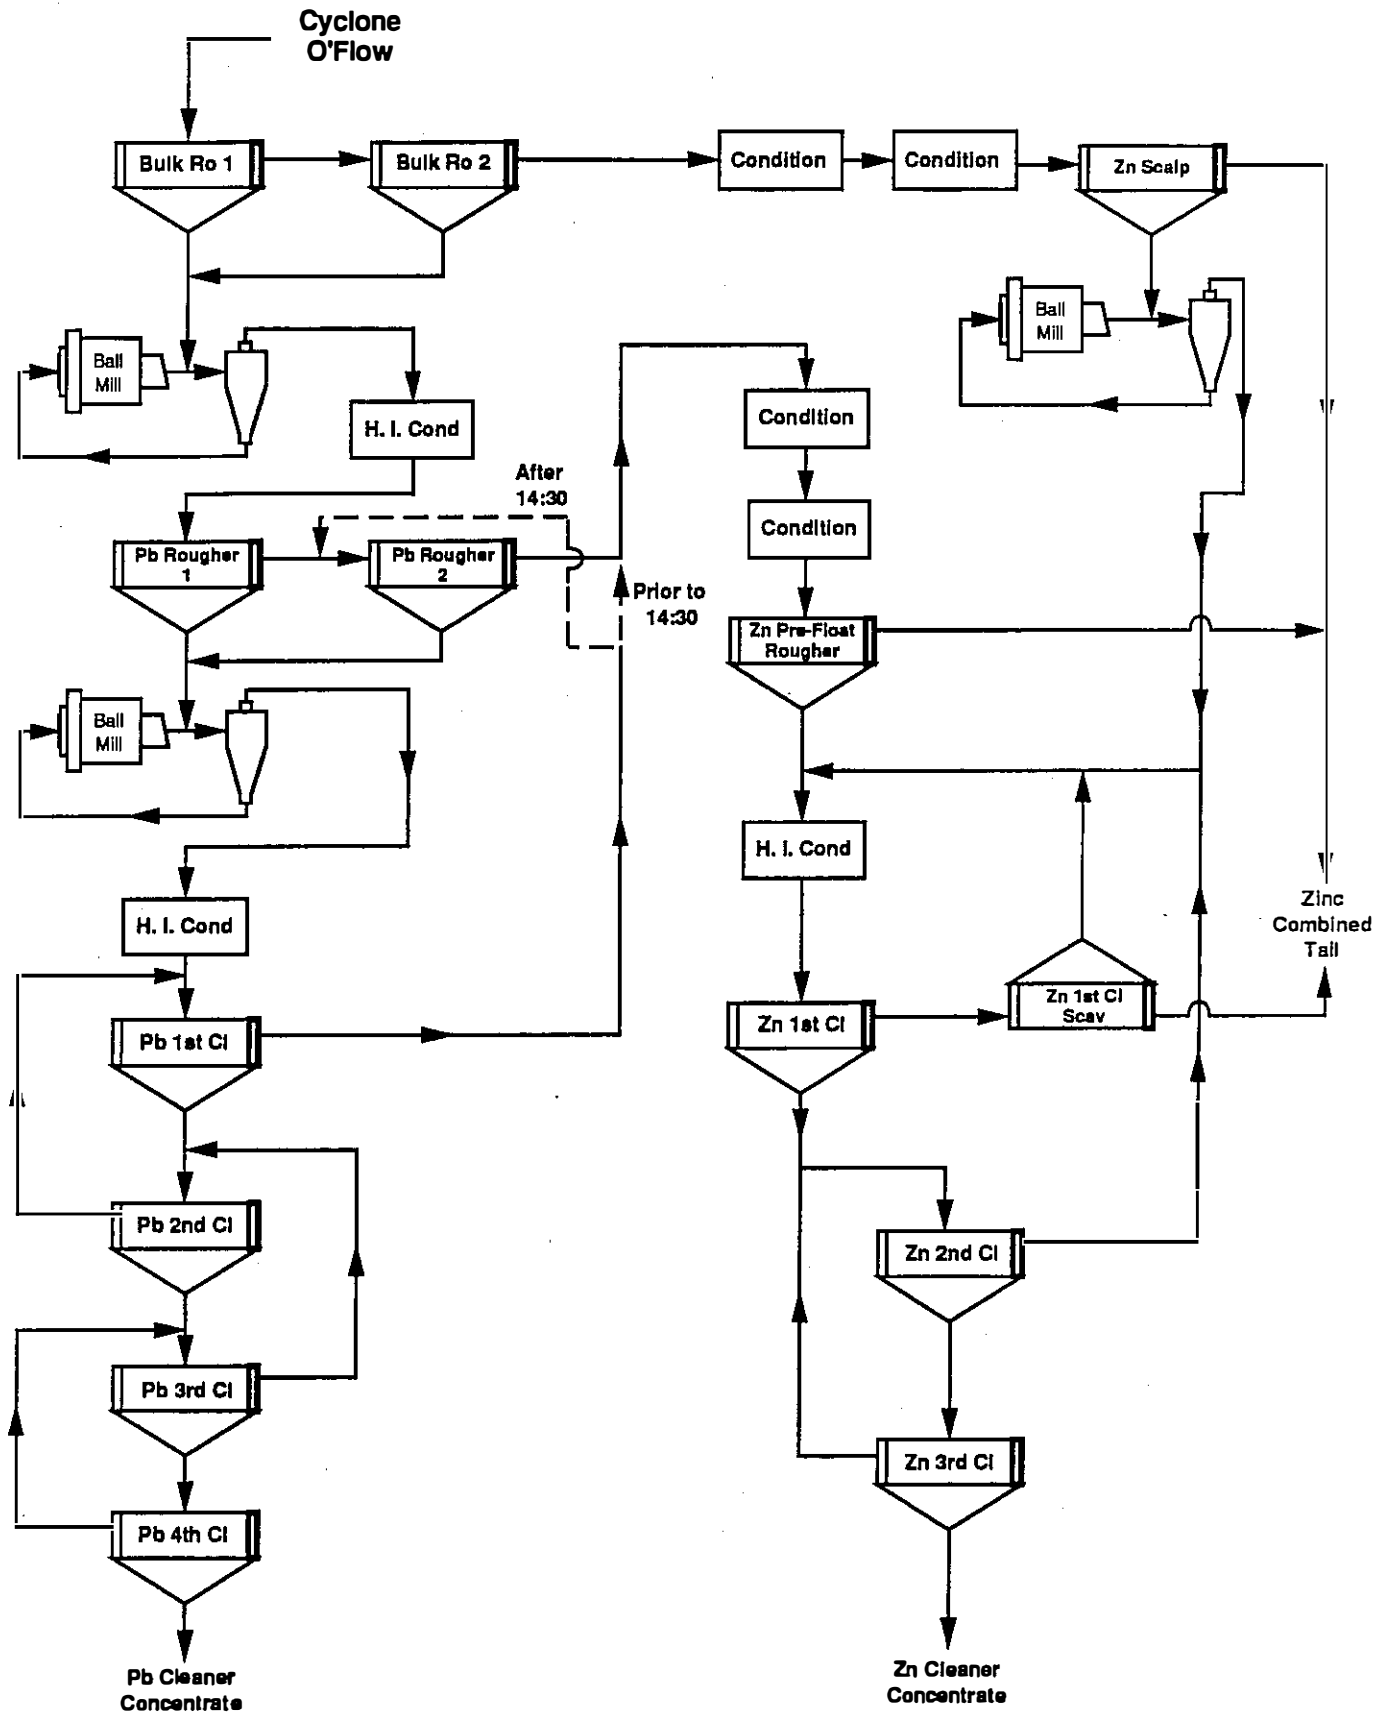 Cyclone
O'Flow
Bulk Ro 1
Bulk Ro 2
Condition
Condition
Zn Scalp
Ball
Mill
Ball
Mill
H. I. Cond
Condition
After
14:30
Condition
Pb Rougher
1
Pb Rougher
2
Prior to
14:30
Zn Pre-Float
Rougher
Ball
Mill
H. I. Cond
H. I. Cond
Zinc
Combined
Tail
Zn 1st Cl
Scav
Zn 1st Cl
Pb 1st Cl
Pb 2nd Cl
Zn 2nd Cl
Pb 3rd Cl
Zn 3rd Cl
Pb 4th Cl
Pb Cleaner
Concentrate
Zn Cleaner
Concentrate